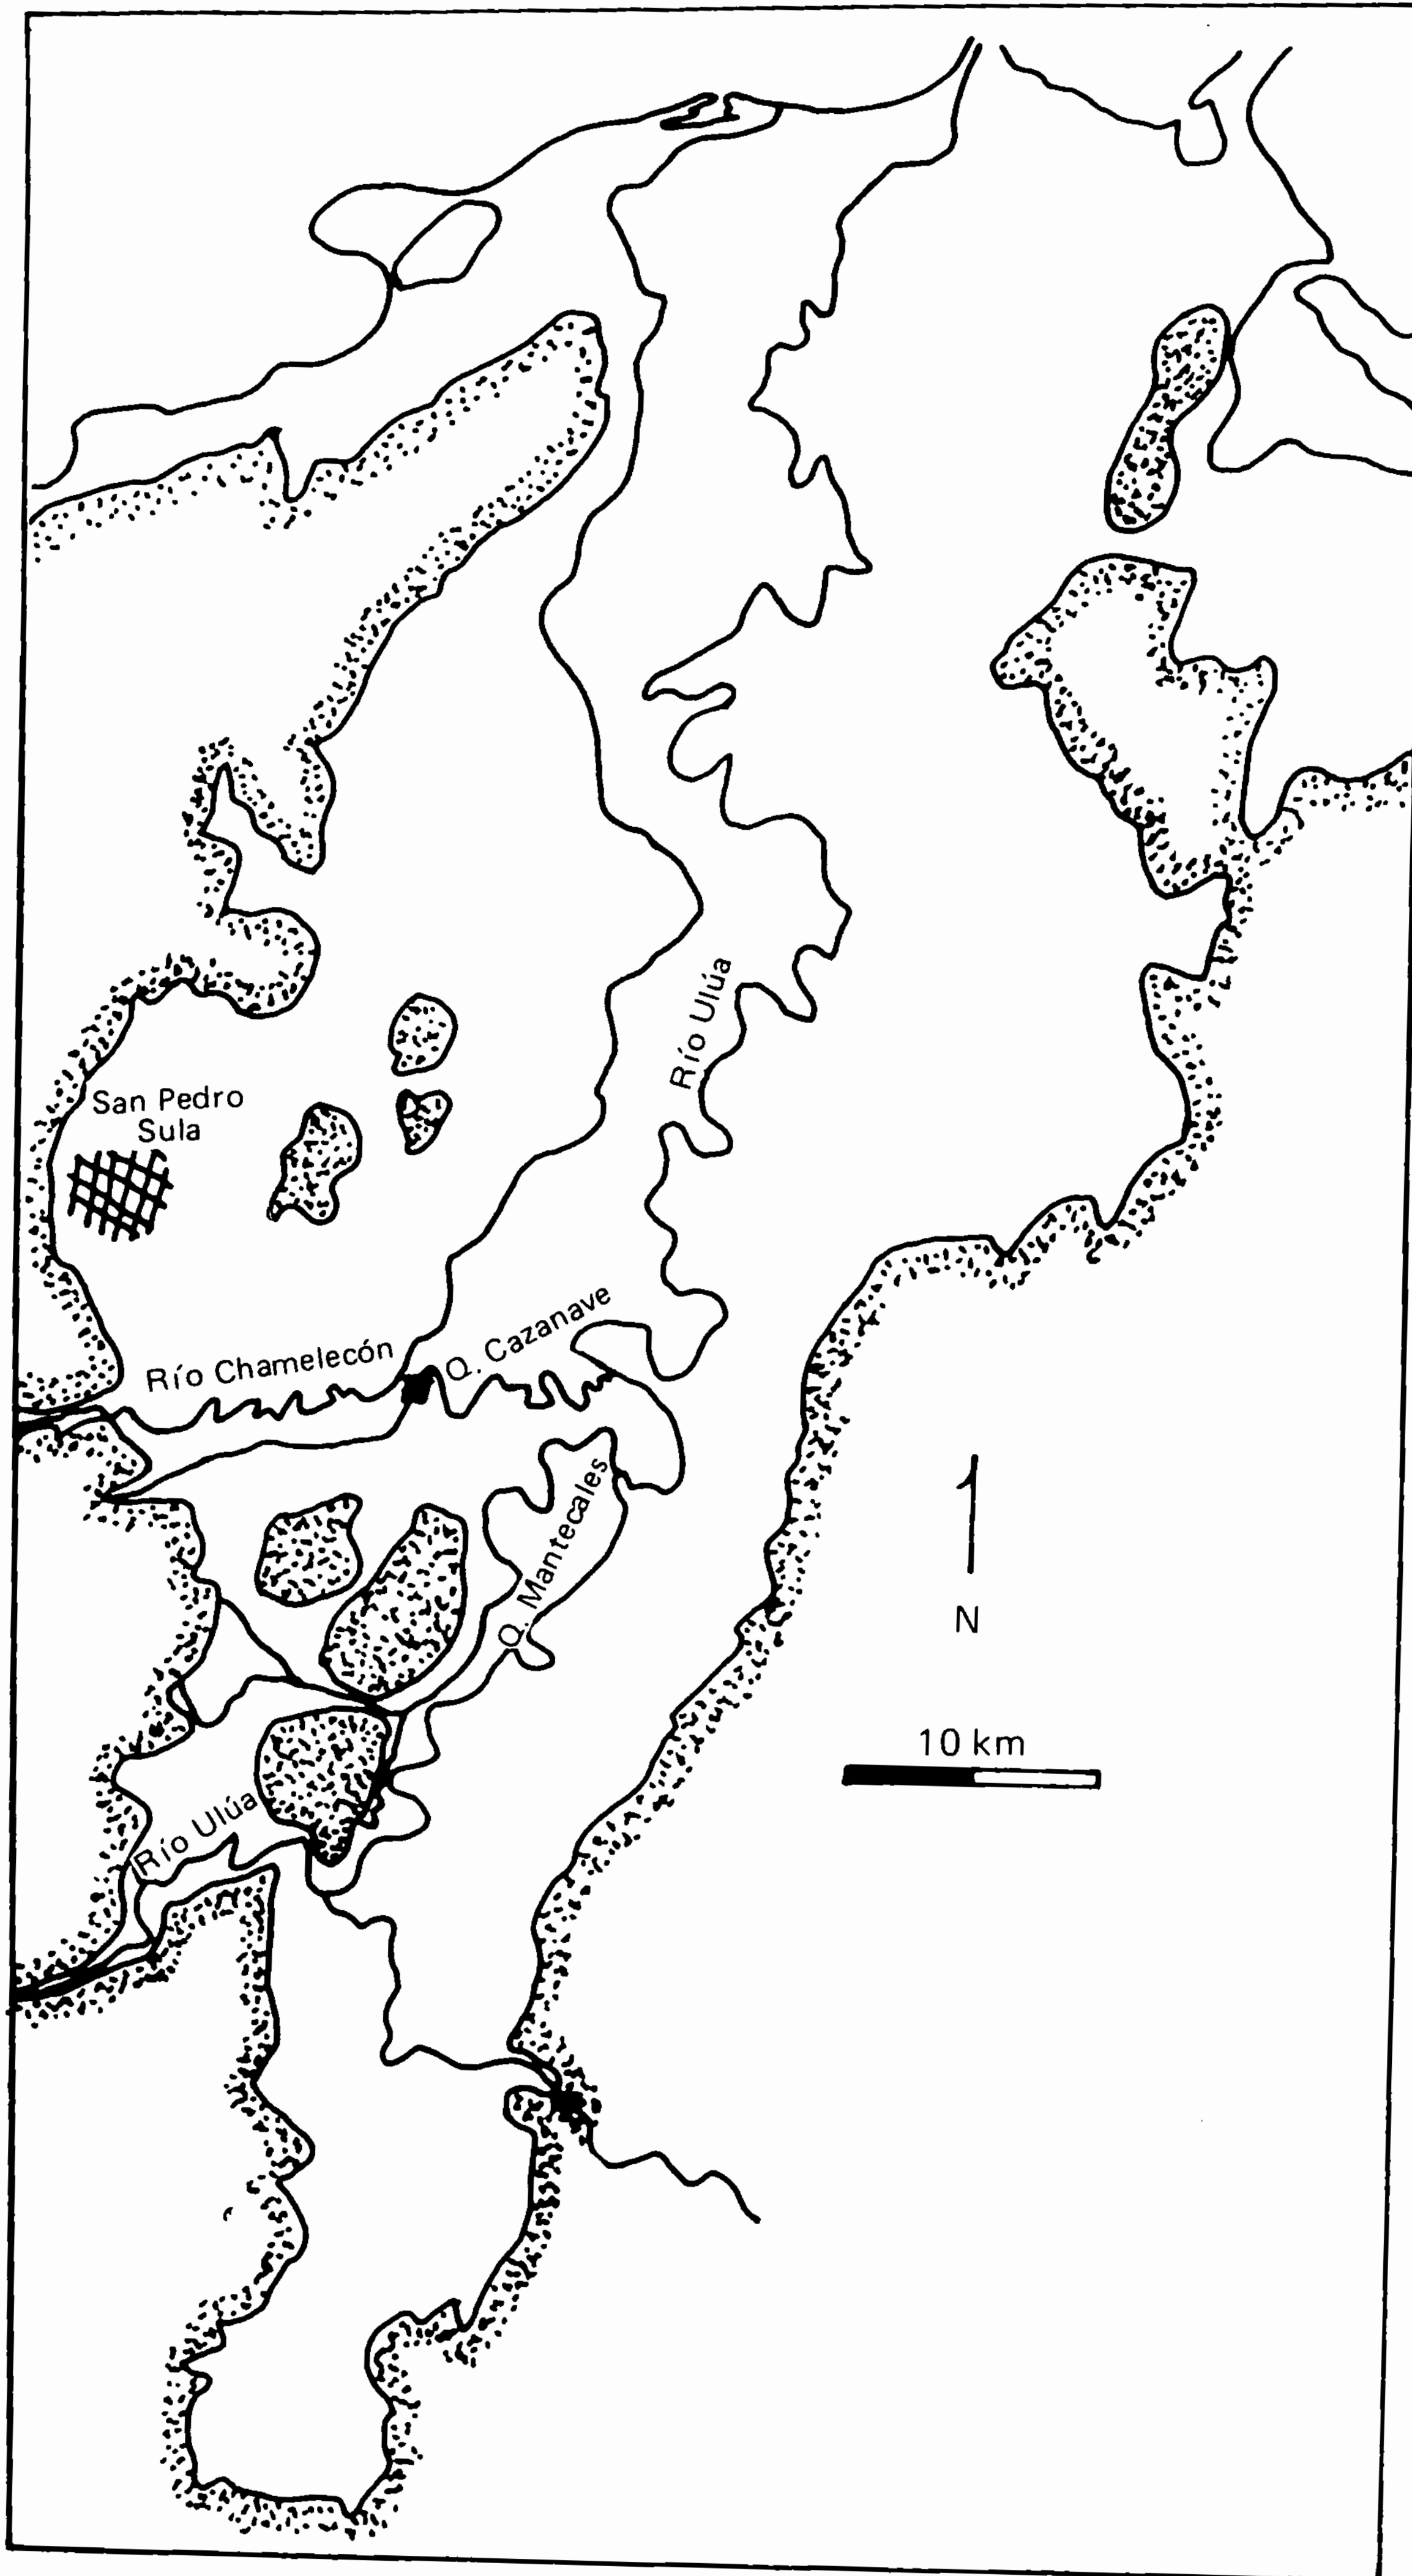 Río Ulúa
San Pedro
Sula
Río Chamelecón
Q. Cazanave
Q. Mantecales
N
10 km
Río Ulúa